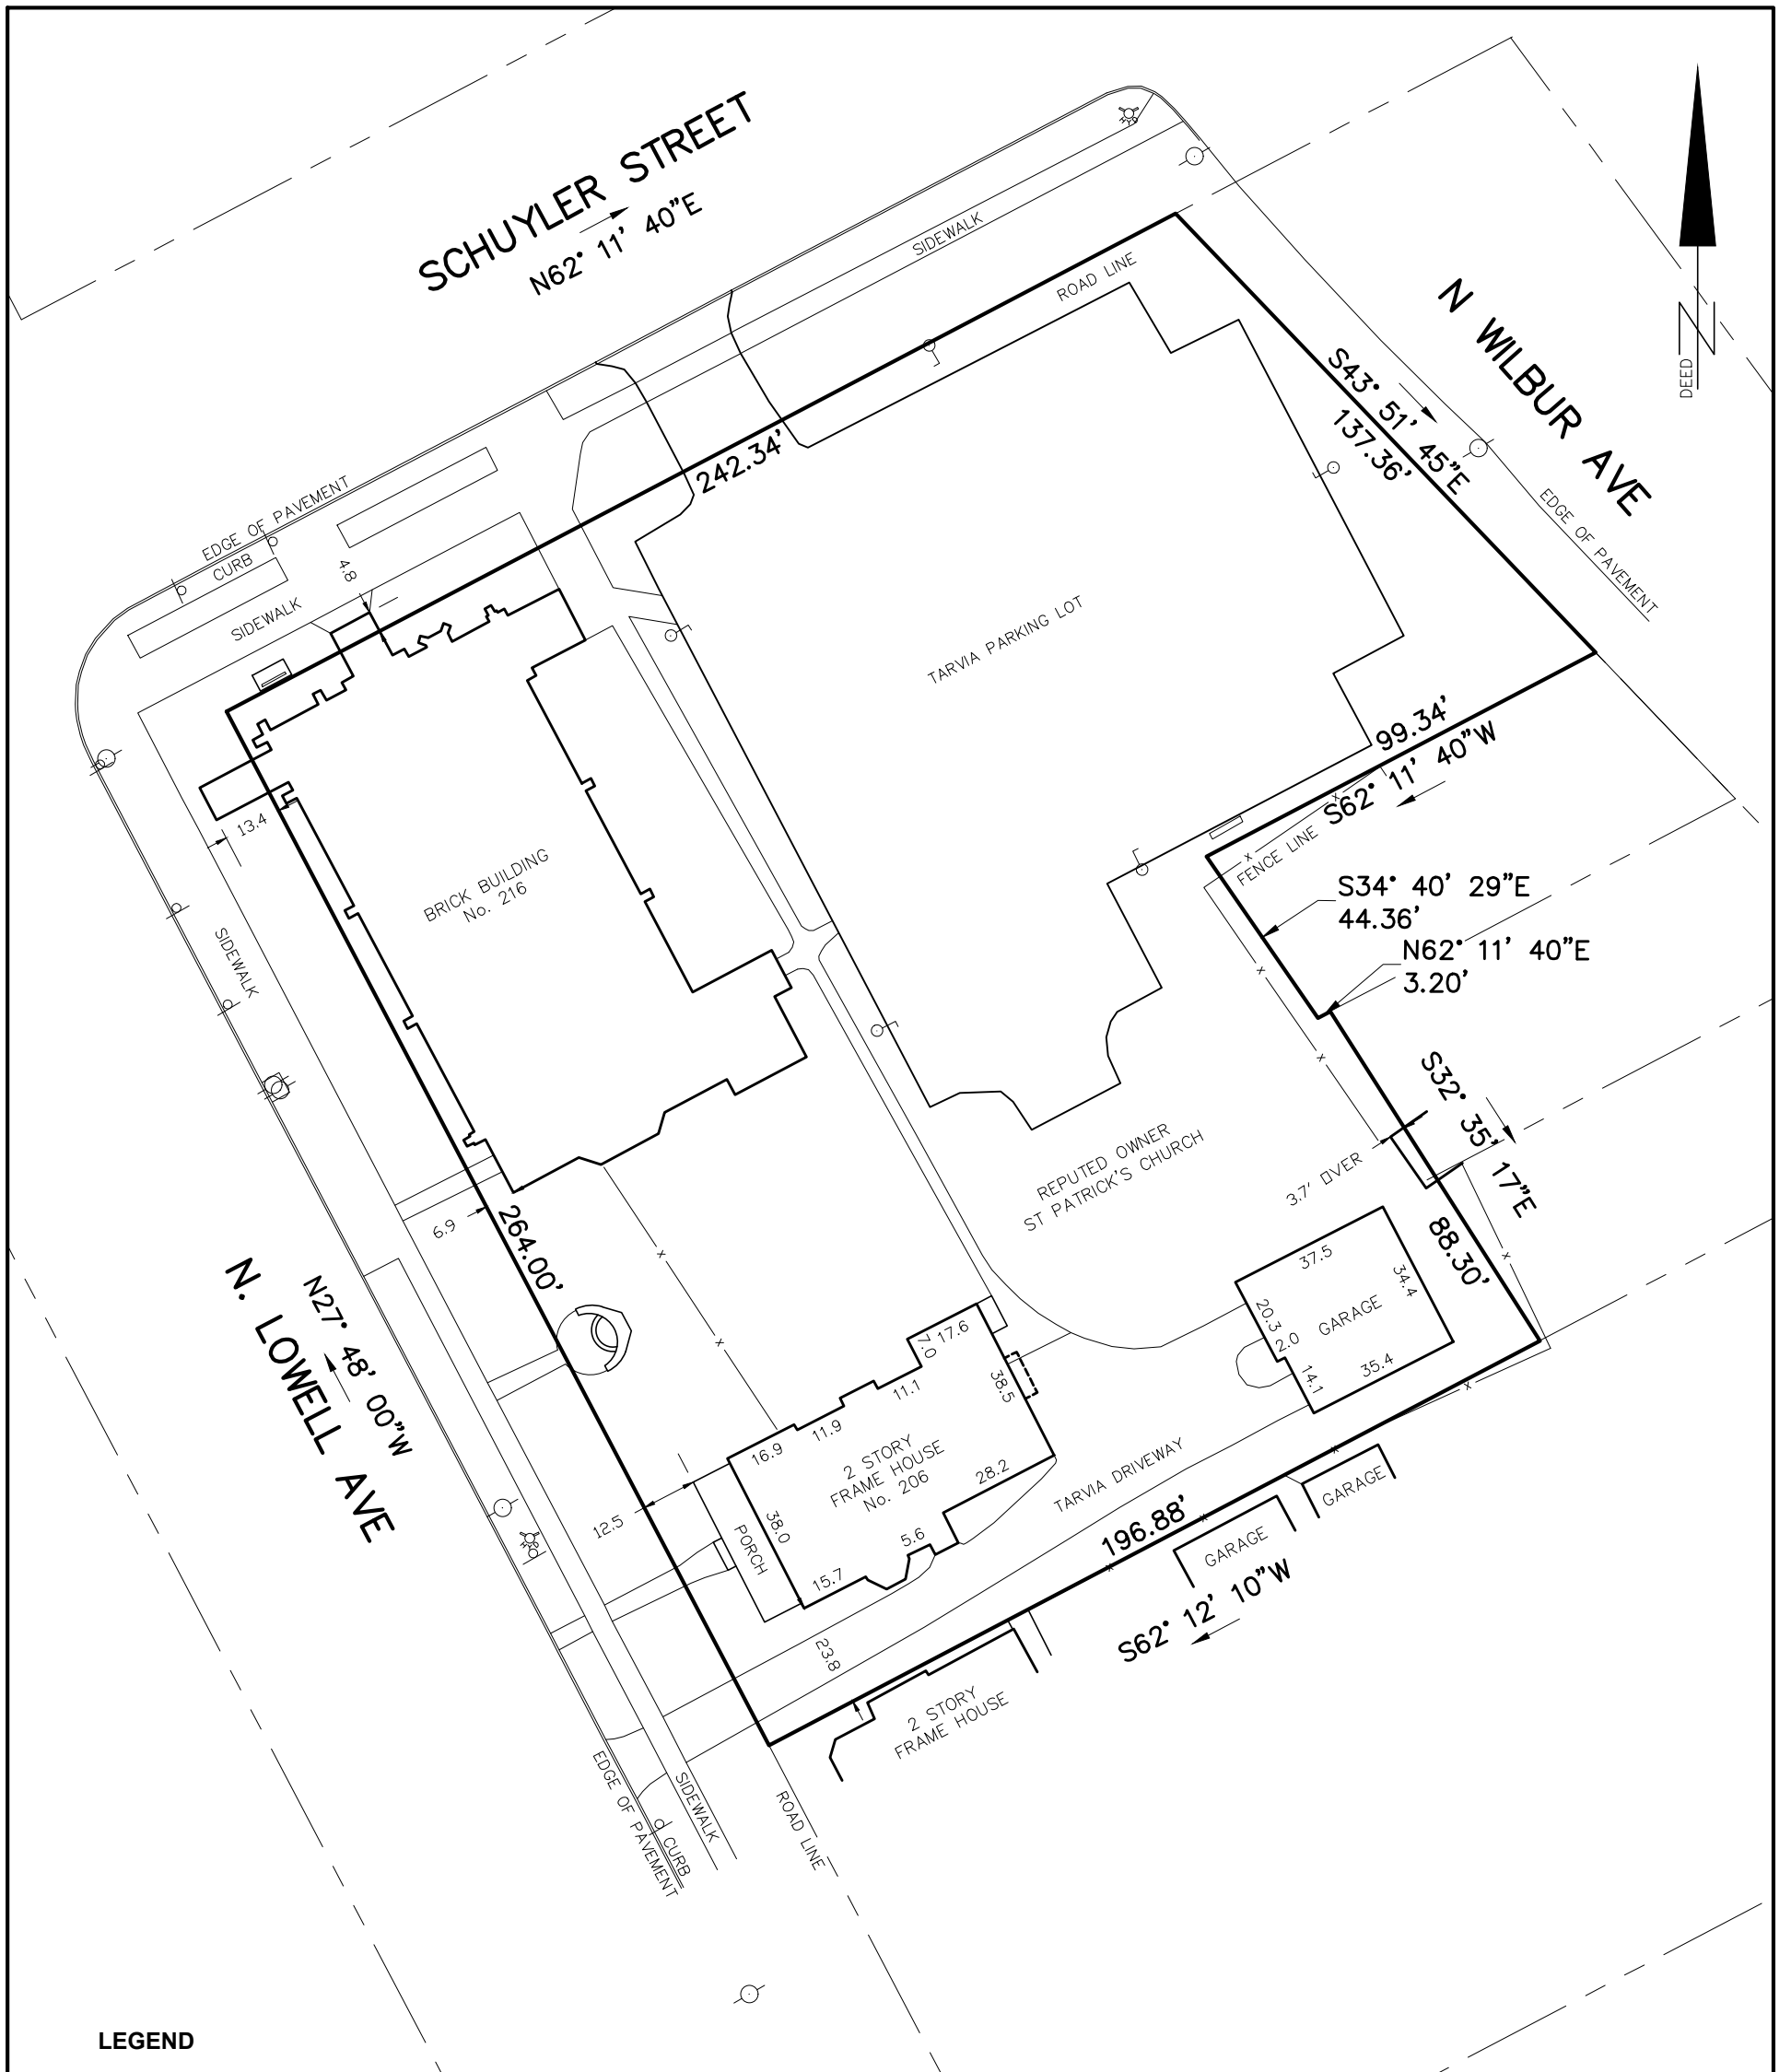 SCHUYLER STREET
N62° 11' 40"E
SIDEWALK
ROAD LINE
N WILBUR AVE
S43° 51' 45"E
137.36'
DEED
N
EDGE OF PAVEMENT
242.34'
EDGE OF PAVEMENT
CURB
4.8
SIDEWALK
TARVIA PARKING LOT
99.34'
S62° 11' 40"W
13.4
FENCE LINE
x
x
BRICK BUILDING
No. 216
S34° 40' 29"E
44.36'
N62° 11' 40"E
3.20'
SIDEWALK
x
x
S32° 35' 17"E
88.30'
REPUTED OWNER
ST PATRICK'S CHURCH
3.7' OVER
6.9
264.00'
x
x
x
N. LOWELL AVE
N27° 48' 00"W
37.5
34.4
20.3
GARAGE
2.0
14.1
35.4
17.6
7.0
11.1
38.5
11.9
16.9
2 STORY
FRAME HOUSE
No. 206
28.2
38.0
5.6
15.7
PORCH
12.5
TARVIA DRIVEWAY
x
x
x
x
196.88'
S62° 12' 10"W
GARAGE
GARAGE
23.8
2 STORY
FRAME HOUSE
EDGE OF PAVEMENT
SIDEWALK
CURB
ROAD LINE
LEGEND